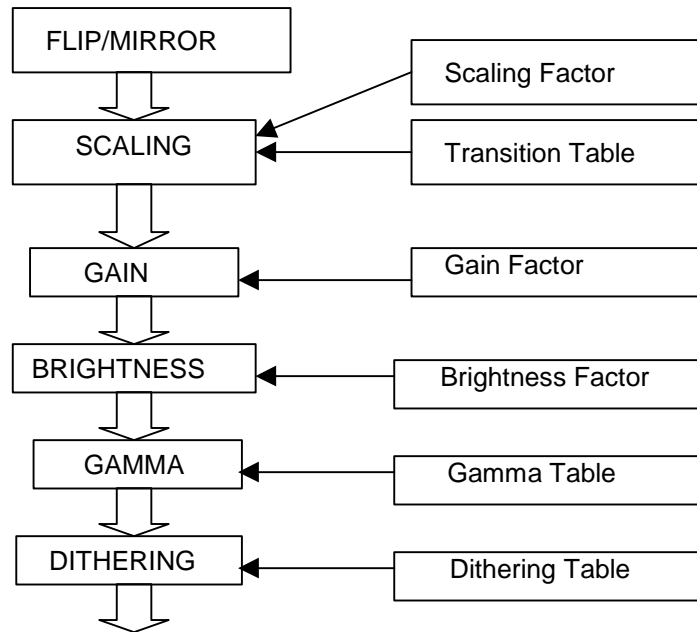 FLIP/MIRROR
Scaling Factor
SCALING
Transition Table
GAIN
Gain Factor
BRIGHTNESS
Brightness Factor
GAMMA
Gamma Table
DITHERING
Dithering Table